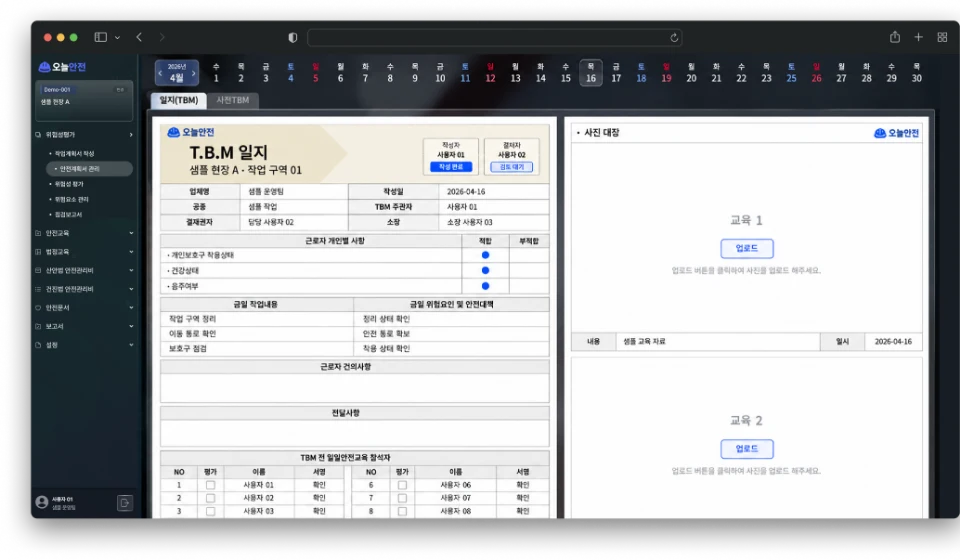 오늘안전
Demo-001
샘플 현장 A
위험성평가
작업계획서 작성
안전계획서 관리
위험성 평가
위험요소 관리
점검보고서
안전교육
법정교육
산안법 안전관리비
건진법 안전관리비
안전문서
보고서
설정
사용자 01
샘플 운영팀
2026년
4월
수 목 금 토 일 월 화 수 목 금 토 일 월 화 수 목 금 토 일 월 화 수 목 금 토 일 월 화 수 목
1 2 3 4 5 6 7 8 9 10 11 12 13 14 15 16 17 18 19 20 21 22 23 24 25 26 27 28 29 30
일지(TBM) 사전TBM
오늘안전
T.B.M 일지
샘플 현장 A - 작업 구역 01
작성자
사용자 01
작성 완료
결재자
사용자 02
검토 대기
업체명 샘플 운영팀 작성일 2026-04-16
공종 샘플 작업 TBM 주관자 사용자 01
결재권자 담당 사용자 02 소장 소장 사용자 03
근로자 개인별 사항 적합 부적합
· 개인보호구 착용상태
· 건강상태
· 음주여부
금일 작업내용 금일 위험요인 및 안전대책
작업 구역 정리 정리 상태 확인
이동 통로 확인 안전 통로 확보
보호구 점검 착용 상태 확인
근로자 건의사항
전달사항
TBM 전 일일안전교육 참석자
NO 평가 이름 서명 NO 평가 이름 서명
1 사용자 01 확인 6 사용자 06 확인
2 사용자 02 확인 7 사용자 07 확인
3 사용자 03 확인 8 사용자 08 확인
· 사진 대장
오늘안전
교육 1
업로드
업로드 버튼을 클릭하여 사진을 업로드 해주세요.
내용 샘플 교육 자료 일시 2026-04-16
교육 2
업로드
업로드 버튼을 클릭하여 사진을 업로드 해주세요.